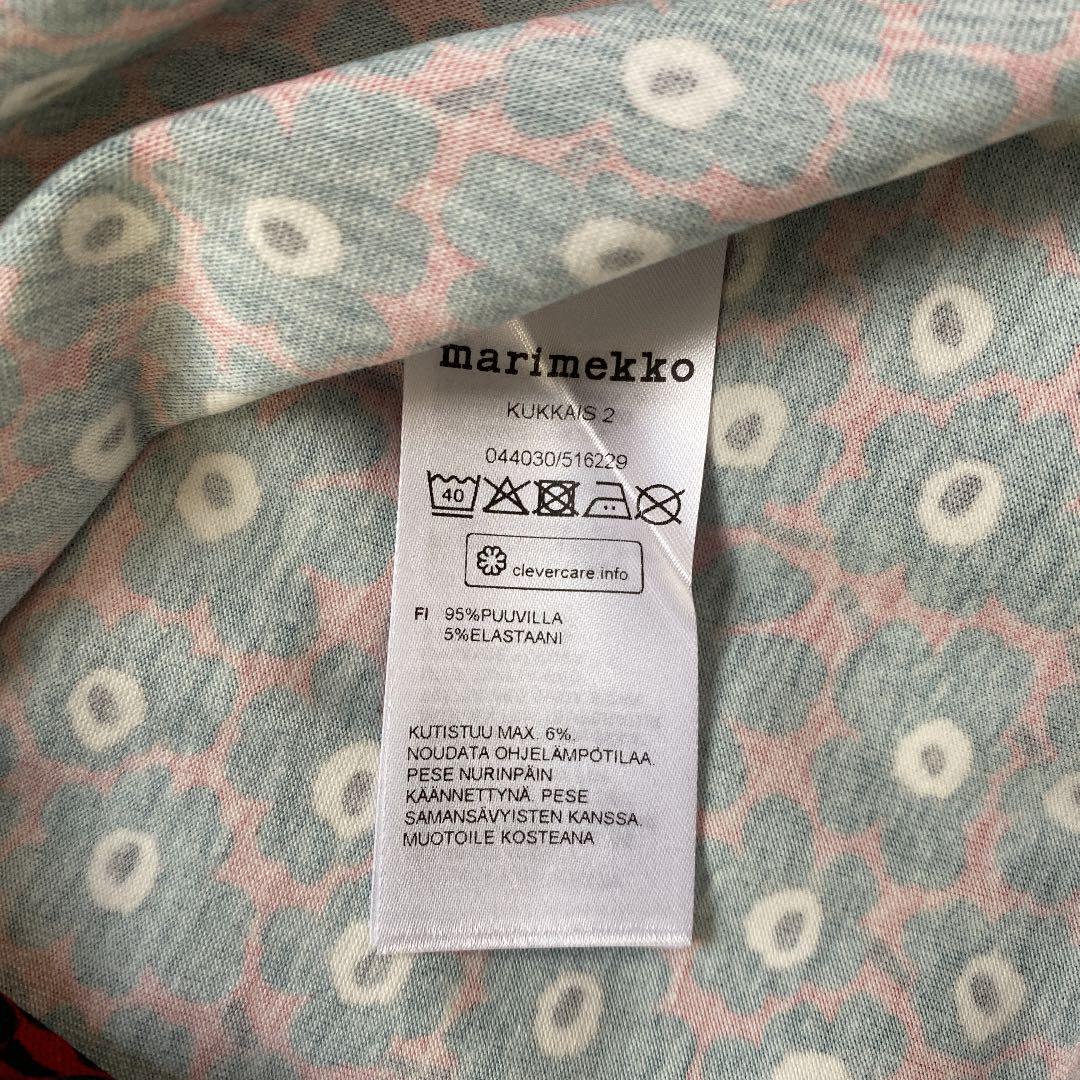 marimekko
KUKKAIS 2
044030/516229
40
clevercare.info
FI 95%PUUVILLA
5%ELASTAANI
KUTISTUU MAX. 6%.
NOUDATA OHJELÄMPÖTILAA.
PESE NURINPÄIN
KÄÄNNETTYNÄ. PESE
SAMANSÄVYISTEN KANSSA.
MUOTOILE KOSTEANA